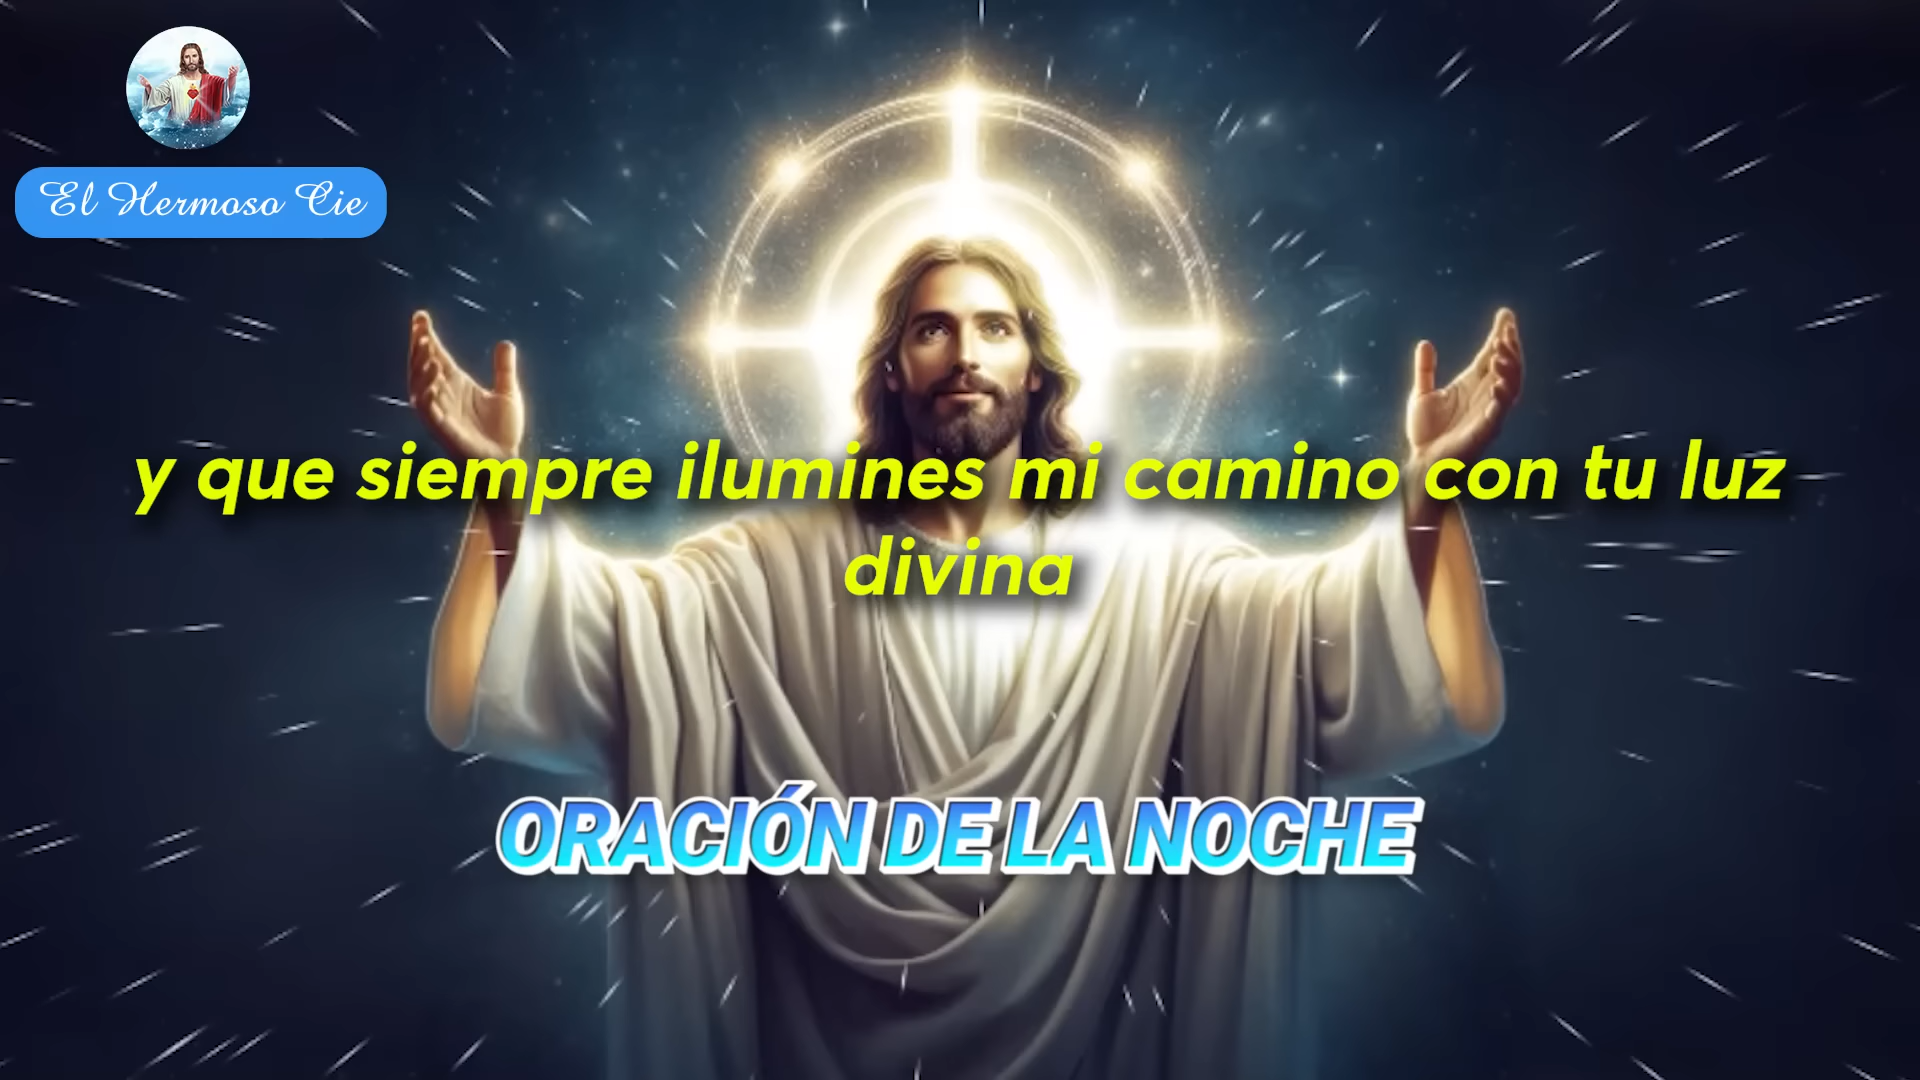 El Hermoso Cie
y que siempre ilumines mi camino con tu luz
divina
ORACIÓN DE LA NOCHE